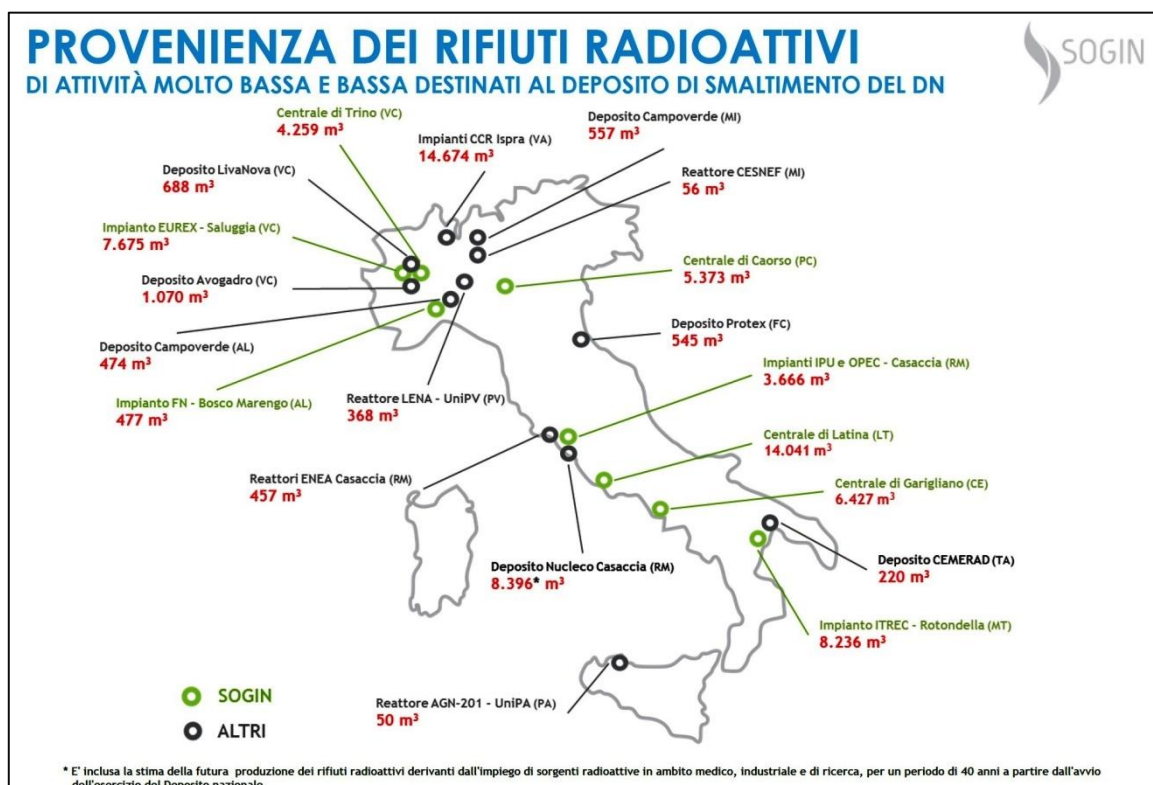 PROVENIENZA DEI RIFIUTI RADIOATTIVI
DI ATTIVITÀ MOLTO BASSA E BASSA DESTINATI AL DEPOSITO DI SMALTIMENTO DEL DN
SOGIN
Centrale di Trino (VC)
4.259 m³
Impianti CCR Ispra (VA)
14.674 m³
Deposito Campoverde (MI)
557 m³
Deposito LivaNova (VC)
688 m³
Reattore CESNEF (MI)
56 m³
Impianto EUREX - Saluggia (VC)
7.675 m³
Centrale di Caorso (PC)
5.373 m³
Deposito Avogadro (VC)
1.070 m³
Deposito Protex (FC)
545 m³
Deposito Campoverde (AL)
474 m³
Impianti IPU e OPEC - Casaccia (RM)
3.666 m³
Impianto FN - Bosco Marengo (AL)
477 m³
Reattore LENA - UniPV (PV)
368 m³
Centrale di Latina (LT)
14.041 m³
Reattori ENEA Casaccia (RM)
457 m³
Centrale di Garigliano (CE)
6.427 m³
Deposito Nucleco Casaccia (RM)
8.396* m³
Deposito CEMERAD (TA)
220 m³
Impianto ITREC - Rotondella (MT)
8.236 m³
Reattore AGN-201 - UniPA (PA)
50 m³
SOGIN
ALTRI
* E' inclusa la stima della futura produzione dei rifiuti radioattivi derivanti dall'impiego di sorgenti radioattive in ambito medico, industriale e di ricerca, per un periodo di 40 anni a partire dall'avvio
dell'esercizio del Deposito nazionale